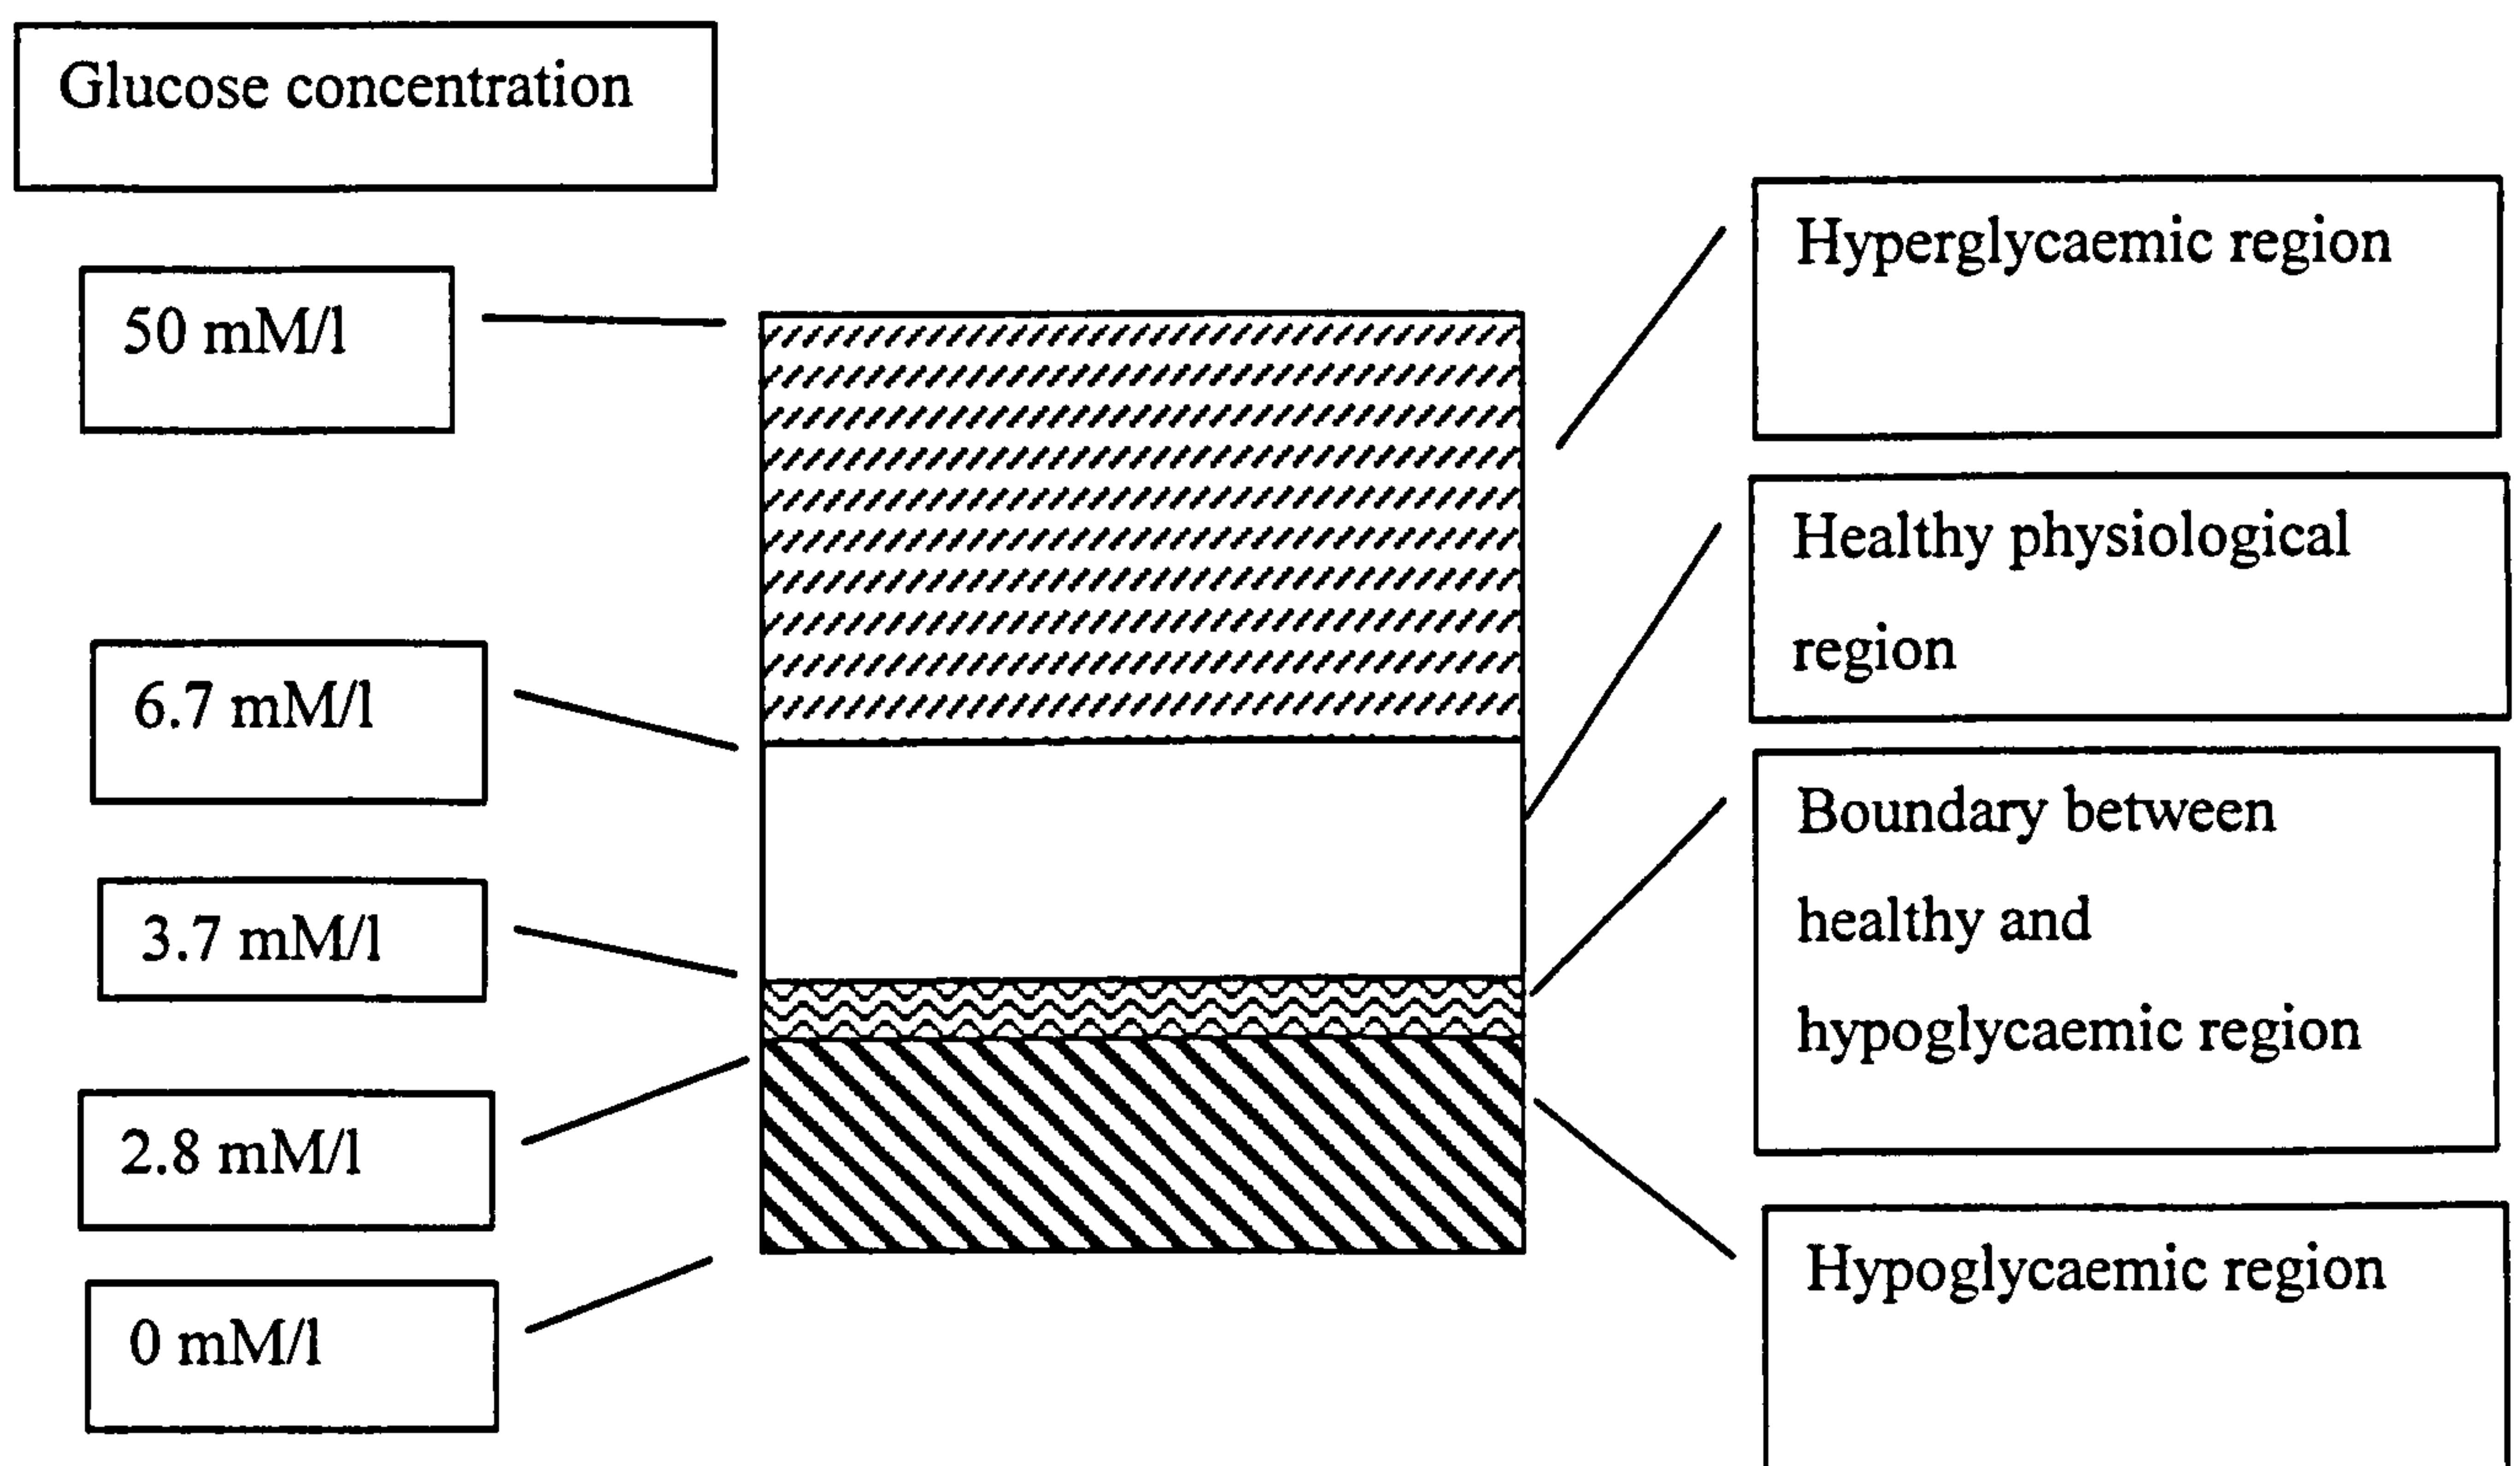 Glucose concentration
50 mM/l
6.7 mM/l
3.7 mM/l
2.8 mM/l
0 mM/l
Hyperglycaemic region
Healthy physiological
region
Boundary between
healthy and
hypoglycaemic region
Hypoglycaemic region